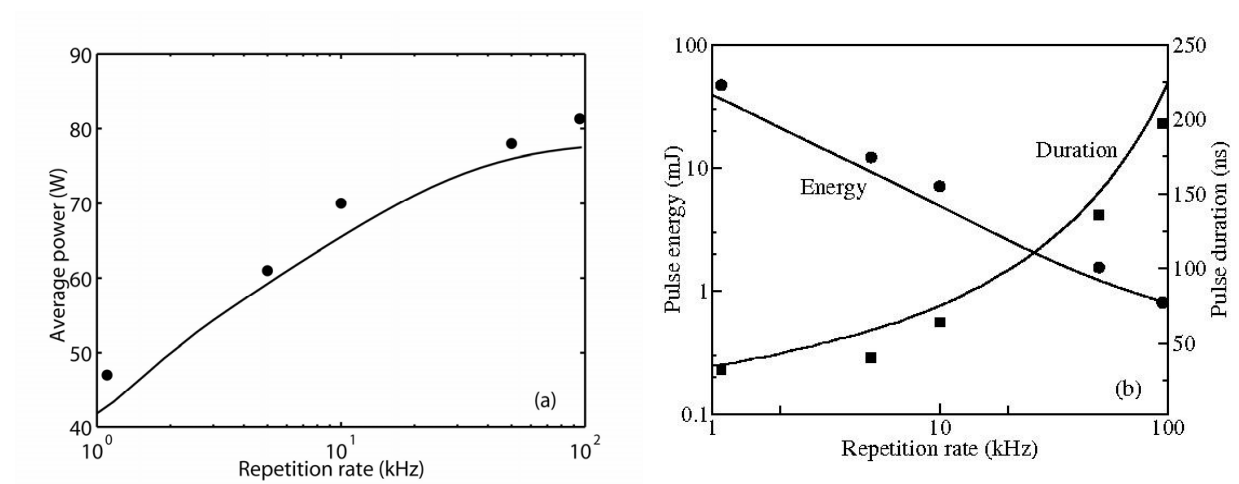 90
80
70
60
50
40
Average power (W)
10^0
10^1
10^2
Repetition rate (kHz)
(a)
100
10
1
0.1
Pulse energy (mJ)
Energy
Duration
250
200
150
100
50
Pulse duration (ns)
(b)
1
10
100
Repetition rate (kHz)